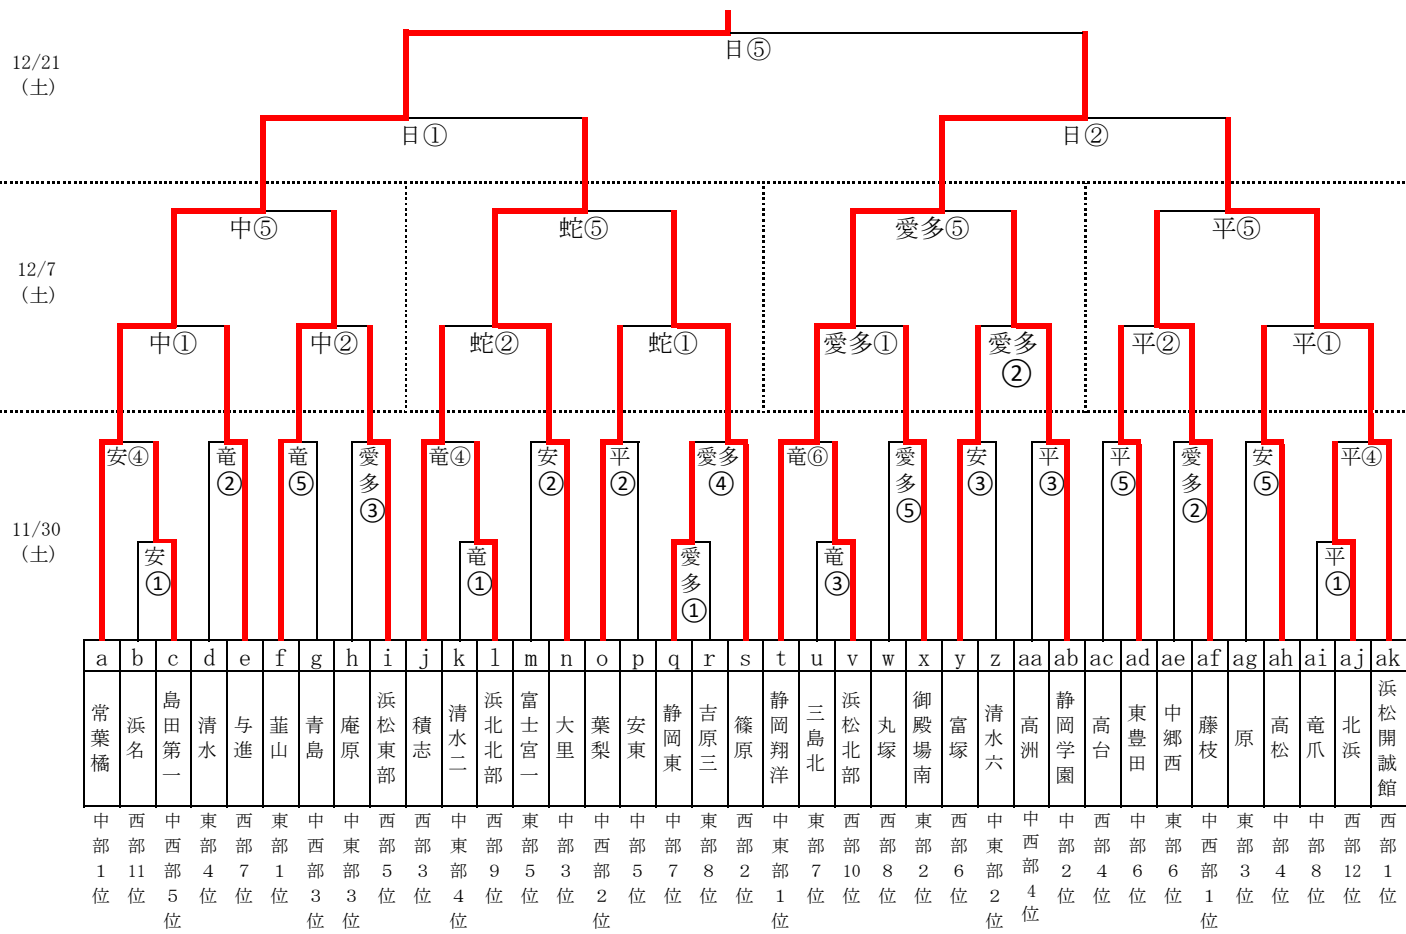 日⑤
12/21
(土)
日①
日②
中⑤
蛇⑤
愛多⑤
平⑤
12/7
(土)
中①
中②
蛇②
蛇①
愛多①
愛多②
平②
平①
安④
竜②
竜⑤
愛多③
竜④
安②
平②
愛多④
竜⑥
愛多⑤
安③
平③
平⑤
愛多②
安⑤
平④
11/30
(土)
安①
竜①
愛多①
竜③
平①
a b c d e f g h i j k l m n o p q r s t u v w x y z aa ab ac ad ae af ag ah ai aj ak
常葉橘
浜名
島田第一
清水
与進
韮山
青島
庵原
浜松東部
積志
清水二
浜北北部
富士宮一
大里
葉梨
安東
静岡東
吉原三
篠原
静岡翔洋
三島北
浜松北部
丸塚
御殿場南
富塚
清水六
高洲
静岡学園
高台
東豊田
中郷西
藤枝
原
高松
竜爪
北浜
浜松開誠館
中部1位
西部11位
中西部5位
東部4位
西部7位
東部1位
中西部3位
中東部3位
西部5位
西部3位
中東部4位
西部9位
東部5位
中部3位
中西部2位
中部5位
中部7位
東部8位
西部2位
中東部1位
東部7位
西部10位
西部8位
東部2位
西部6位
中東部2位
中西部4位
中部2位
西部4位
中部6位
東部6位
中西部1位
東部3位
中部4位
中部8位
西部12位
西部1位